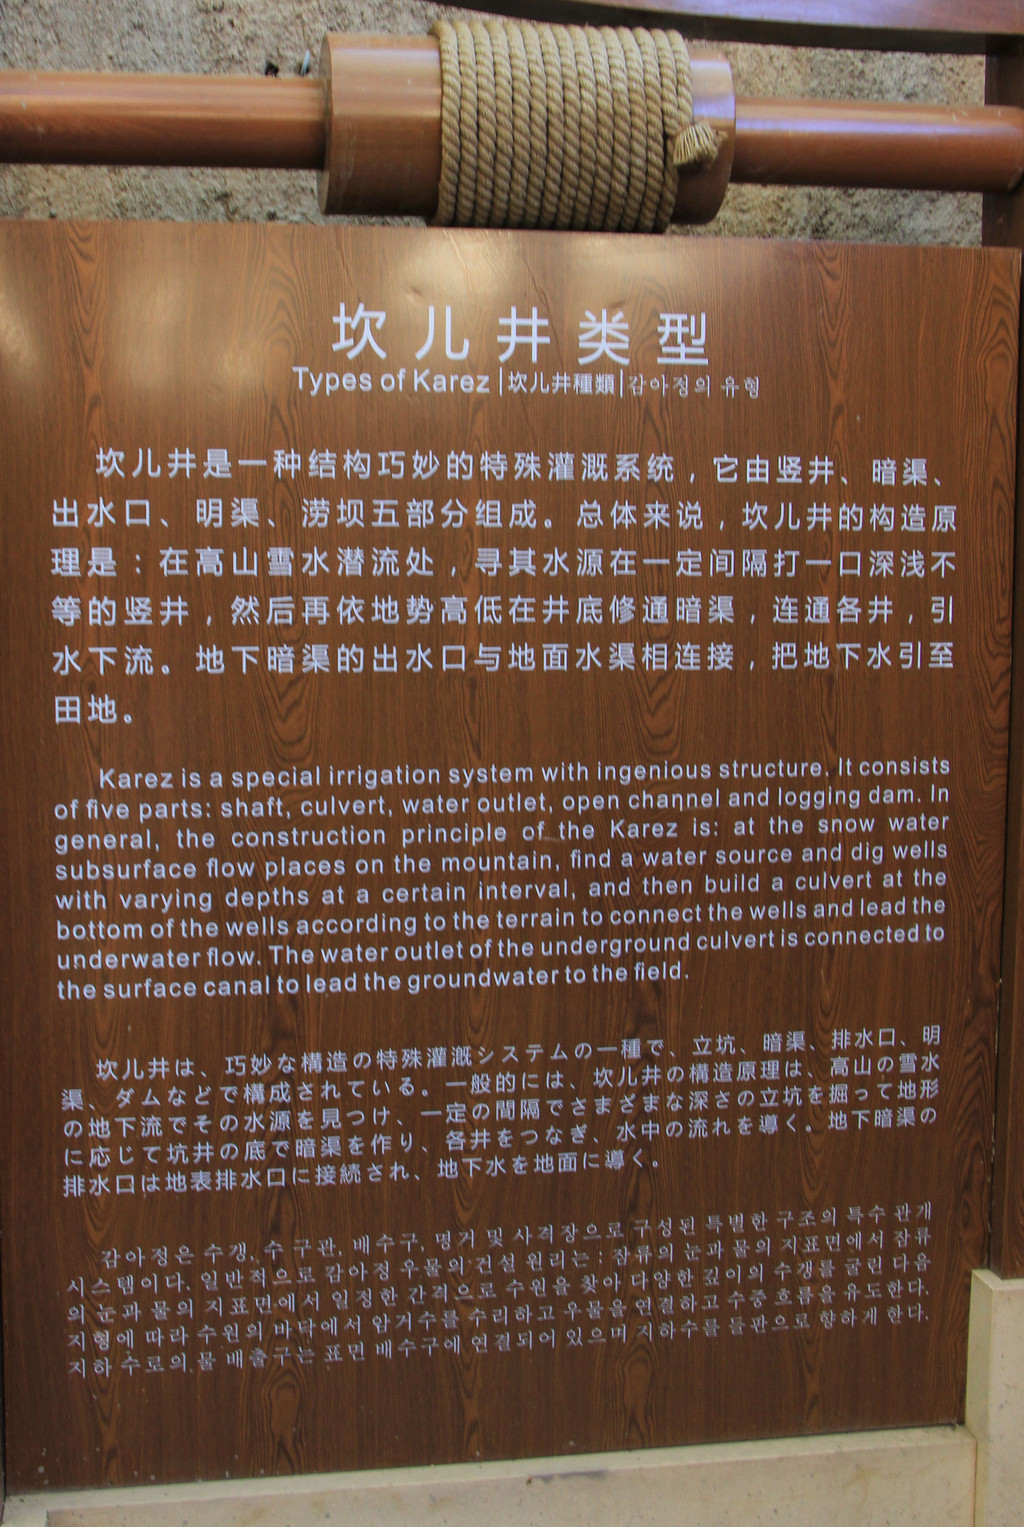 坎儿井类型
Types of Karez|坎儿井種類|감아정의 유형
坎儿井是一种结构巧妙的特殊灌溉系统，它由竖井、暗渠、
出水口、明渠、涝坝五部分组成。总体来说，坎儿井的构造原
理是：在高山雪水潜流处，寻其水源在一定间隔打一口深浅不
等的竖井，然后再依地势高低在井底修通暗渠，连通各井，引
水下流。地下暗渠的出水口与地面水渠相连接，把地下水引至
田地。
Karez is a special irrigation system with ingenious structure. It consists
of five parts: shaft, culvert, water outlet, open channel and logging dam. In
general, the construction principle of the Karez is: at the snow water
subsurface flow places on the mountain, find a water source and dig wells
with varying depths at a certain interval, and then build a culvert at the
bottom of the wells according to the terrain to connect the wells and lead the
underwater flow. The water outlet of the underground culvert is connected to
the surface canal to lead the groundwater to the field.
坎儿井は、巧妙な構造の特殊灌漑システムの一種で、立坑、暗渠、排水口、明
渠、ダムなどで構成されている。一般的には、坎儿井の構造原理は、高山の雪水
の地下流でその水源を見つけ、一定の間隔でさまざまな深さの立坑を掘って地形
に応じて坑井の底で暗渠を作り、各井をつなぎ、水中の流れを導く。地下暗渠の
排水口は地表排水口に接続され、地下水を地面に導く。
감아정은 수갱, 수 구관, 배수구, 명거 및 사격장으로 구성된 특별한 구조의 특수 관개
시스템이다. 일반적으로 감아정 우물의 건설 원리는 : 잠류의 눈과 물의 지표면에서 잠류
의 눈과 물의 지표면에서 일정한 간격으로 수원을 찾아 다양한 깊이의 수갱를 굴린 다음
지형에 따라 수원의 바닥에서 암거수를 수리하고 우물을 연결하고 수중 흐름을 유도한다.
지하 수로의 물 배출구는 표면 배수구에 연결되어 있으며 지하수를 들판으로 향하게 한다.